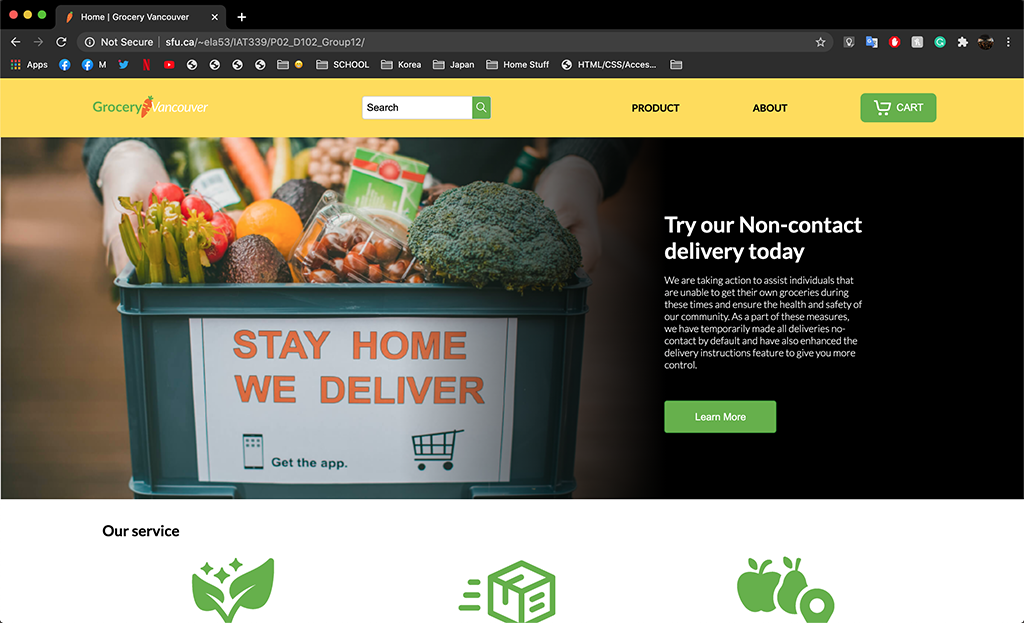 Home | Grocery Vancouver
Not Secure | sfu.ca/~ela53/IAT339/P02_D102_Group12/
Apps M SCHOOL Korea Japan Home Stuff HTML/CSS/Acces...
GroceryVancouver
Search
PRODUCT
ABOUT
CART
STAY HOME
WE DELIVER
Get the app.
Try our Non-contact
delivery today
We are taking action to assist individuals that
are unable to get their own groceries during
these times and ensure the health and safety of
our community. As a part of these measures,
we have temporarily made all deliveries no-
contact by default and have also enhanced the
delivery instructions feature to give you more
control.
Learn More
Our service